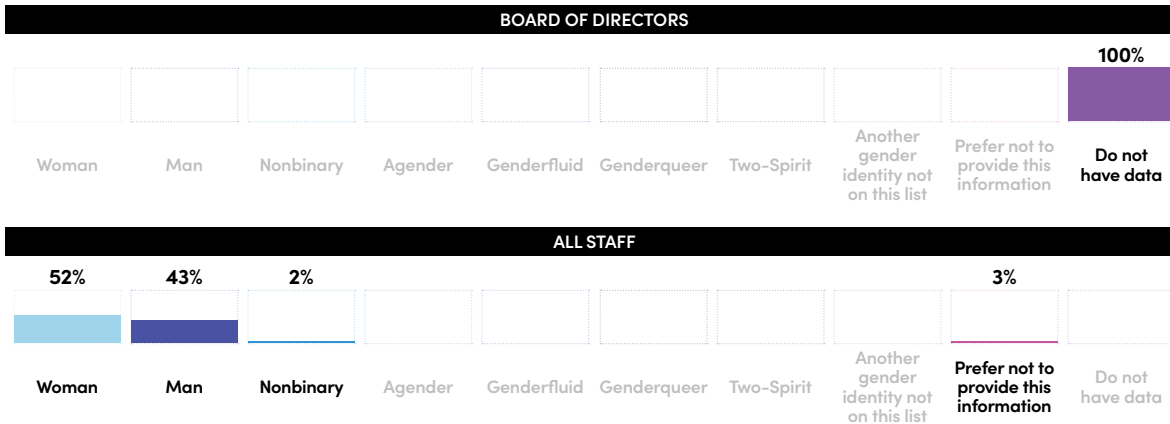 BOARD OF DIRECTORS
100%
Woman
Man
Nonbinary
Agender
Genderfluid
Genderqueer
Two-Spirit
Another
gender
identity not
on this list
Prefer not to
provide this
information
Do not
have data
ALL STAFF
52%
43%
2%
3%
Woman
Man
Nonbinary
Agender
Genderfluid
Genderqueer
Two-Spirit
Another
gender
identity not
on this list
Prefer not to
provide this
information
Do not
have data